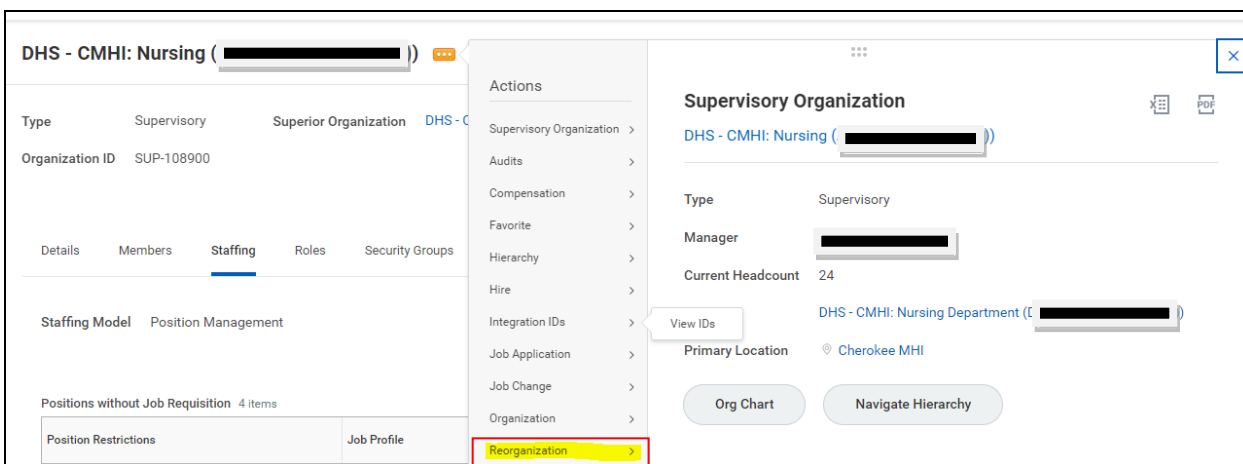 DHS - CMHI: Nursing ( ))
Type Supervisory Superior Organization DHS - C
Organization ID SUP-108900
Details Members Staffing Roles Security Groups
Staffing Model Position Management
Positions without Job Requisition 4 items
Position Restrictions Job Profile
Actions
Supervisory Organization
Audits
Compensation
Favorite
Hierarchy
Hire
Integration IDs
Job Application
Job Change
Organization
Reorganization
View IDs
Supervisory Organization
PDF
DHS - CMHI: Nursing ( ))
Type Supervisory
Manager
Current Headcount 24
DHS - CMHI: Nursing Department ( )
Primary Location Cherokee MHI
Org Chart Navigate Hierarchy